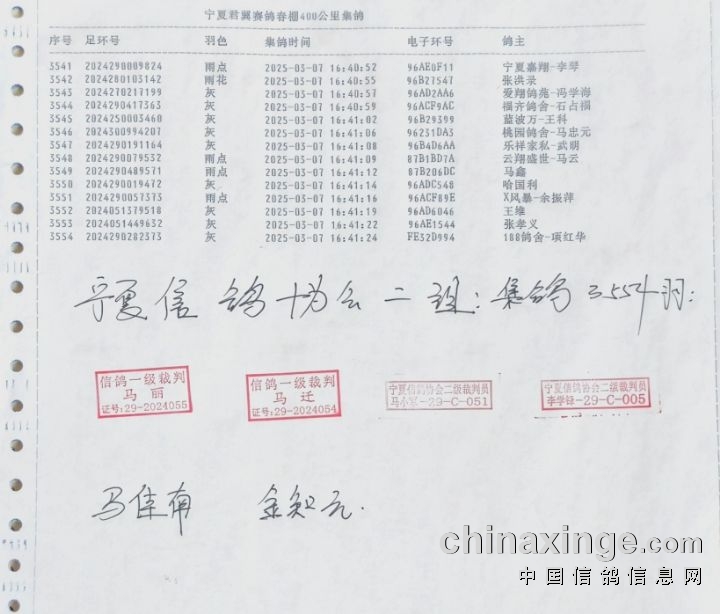 宁夏君翼赛鸽春棚400公里集鸽
序号 足环号 羽色 集鸽时间 电子环号 鸽主
3541 2024290009824 雨点 2025-03-07 16:40:52 96AE0F11 宁夏嘉翔-李琴
3542 2024280103142 雨花 2025-03-07 16:40:55 96B27547 张洪录
3543 2024270217199 灰 2025-03-07 16:40:57 96AD2AA6 爱翔鸽苑-冯学海
3544 2024290417363 灰 2025-03-07 16:40:59 96ACF9AC 福齐鸽舍-石占福
3545 2024250003460 灰 2025-03-07 16:41:02 96B29399 蓝波万-王科
3546 2024300994207 灰 2025-03-07 16:41:06 96231DA3 桃园鸽舍-马忠元
3547 2024290191164 灰 2025-03-07 16:41:08 96B4D6AA 乐祥家私-武明
3548 2024290079532 雨点 2025-03-07 16:41:09 87B1BD7A 云翔盛世-马云
3549 2024290489571 雨点 2025-03-07 16:41:12 87B206DC 马鑫
3550 2024290019472 灰 2025-03-07 16:41:14 96ADC548 哈国利
3551 2024290057373 雨点 2025-03-07 16:41:16 96ACF89E X风暴-余振萍
3552 2024051379518 灰 2025-03-07 16:41:19 96AD6046 王维
3553 2024051449632 灰 2025-03-07 16:41:22 96AE1544 张孝义
3554 2024290282373 灰 2025-03-07 16:41:24 FE32D994 188鸽舍-项红华
宁夏信鸽协会二组:集鸽3554羽:
信鸽一级裁判 信鸽一级裁判 宁夏信鸽协会二级裁判员 宁夏信鸽协会二级裁判员
马丽 马迁 马小军-29-C-051 李学锋-29-C-005
证号:29-2024055 证号:29-2024054
马佳南
chinaxinge.com
中国信鸽信息网